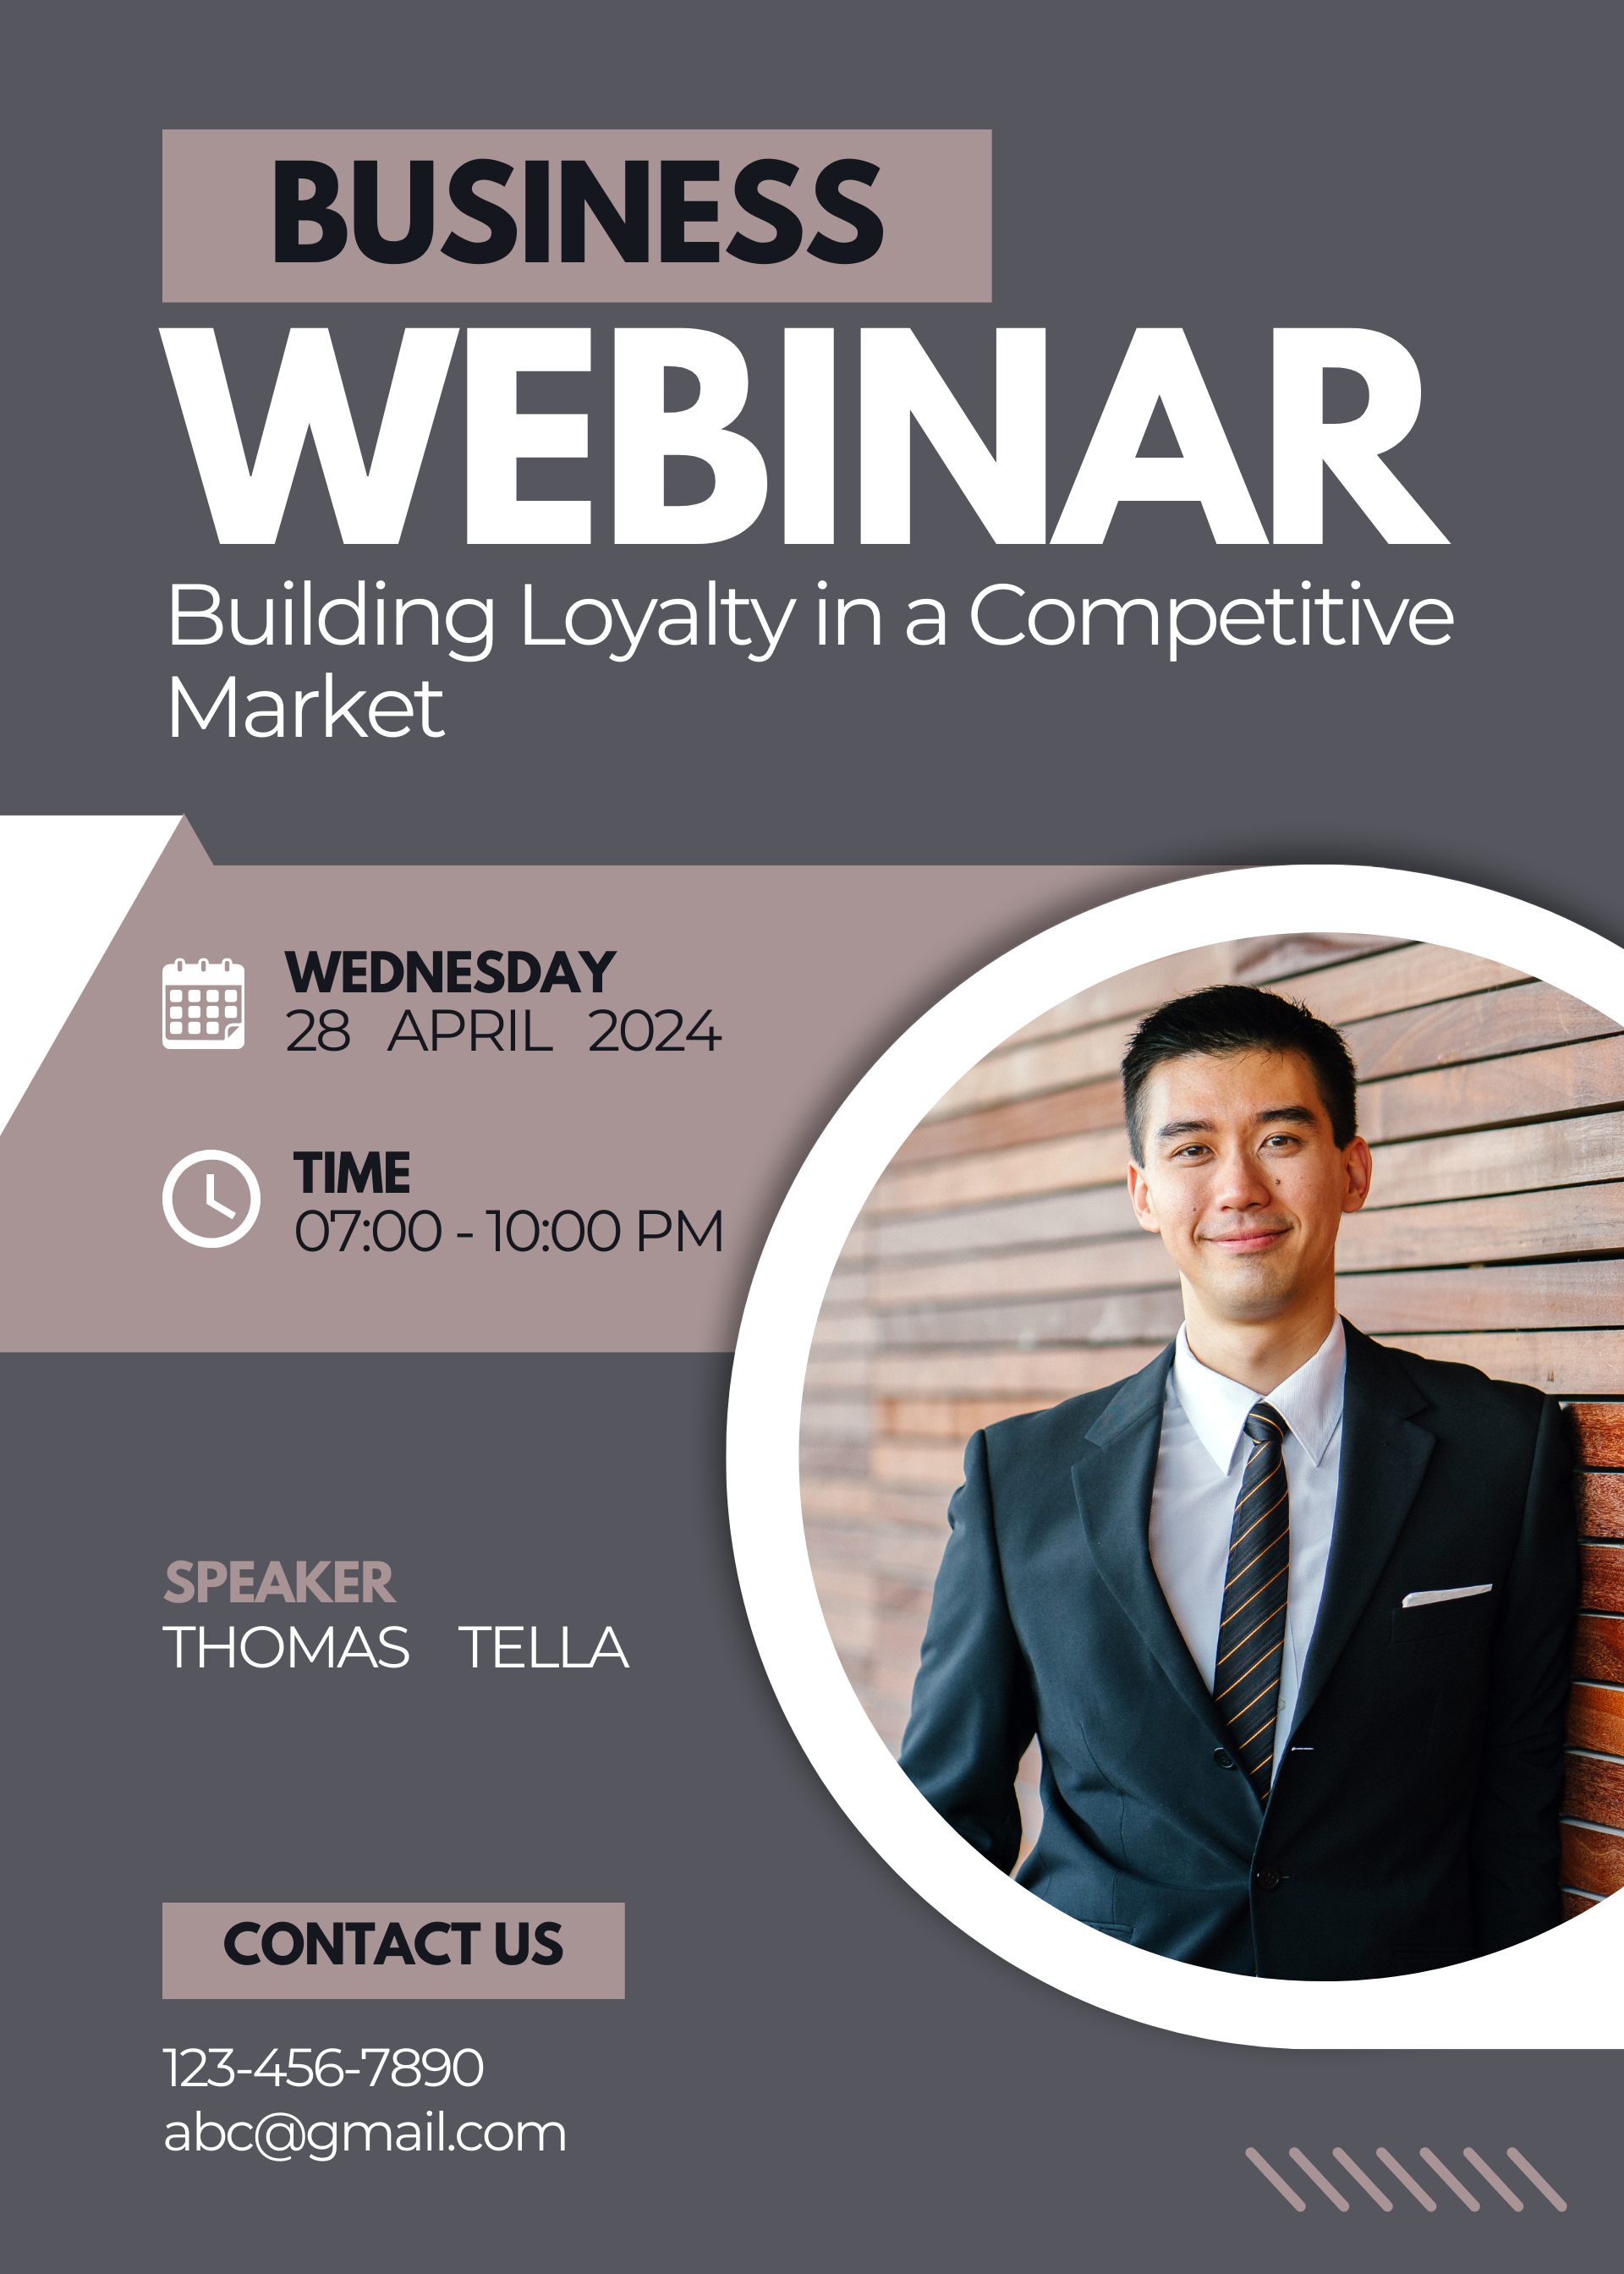 BUSINESS
WEBINAR
Building Loyalty in a Competitive
Market
WEDNESDAY
28 APRIL 2024
TIME
07:00 - 10:00 PM
SPEAKER
THOMAS TELLA
CONTACT US
123-456-7890
abc@gmail.com